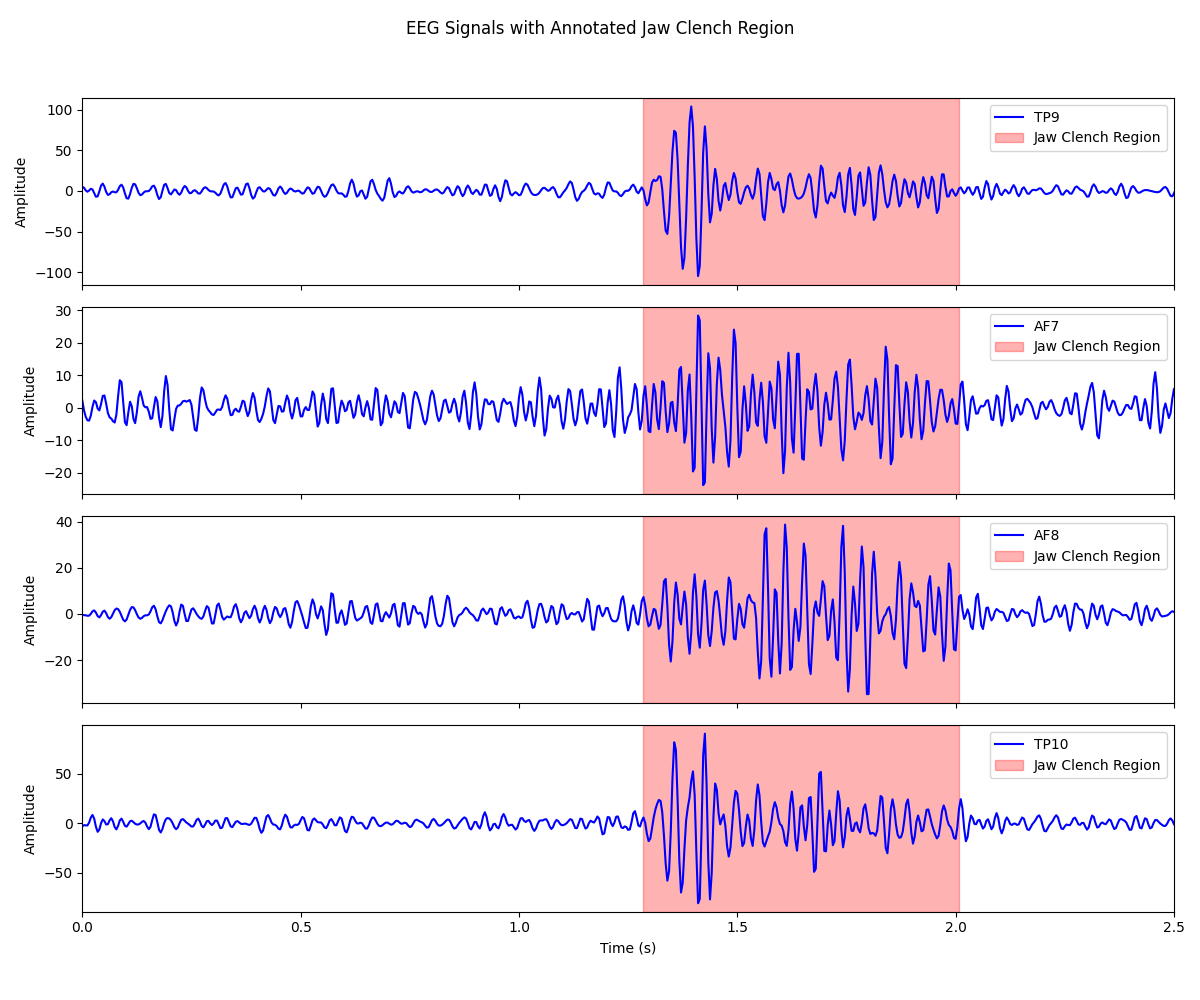 EEG Signals with Annotated Jaw Clench Region
100
50
0
−50
−100
Amplitude
TP9
Jaw Clench Region
30
20
10
0
−10
−20
Amplitude
AF7
Jaw Clench Region
40
20
0
−20
Amplitude
AF8
Jaw Clench Region
50
0
−50
Amplitude
TP10
Jaw Clench Region
0.0 0.5 1.0 1.5 2.0 2.5
Time (s)